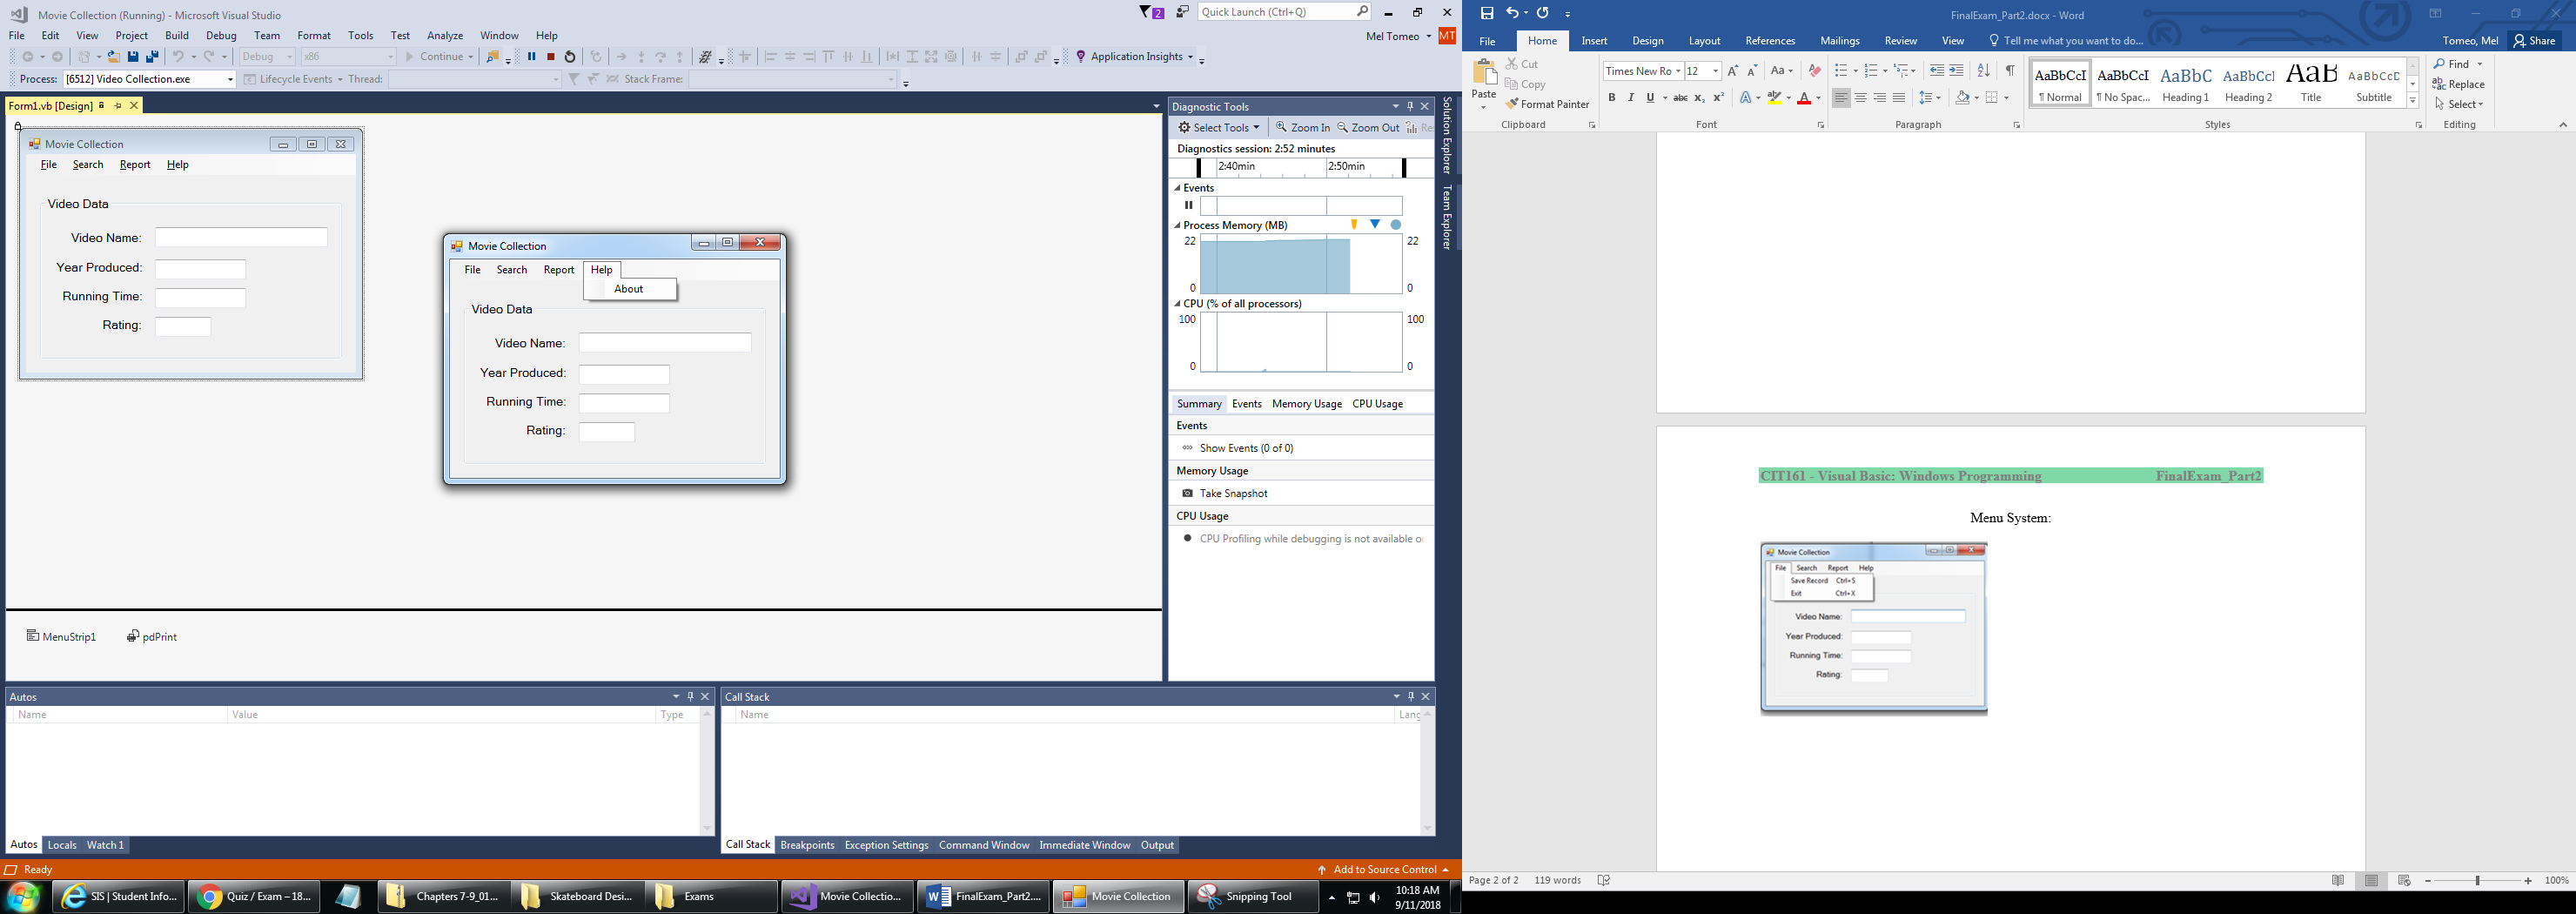 Movie Collection (Running) - Microsoft Visual Studio
2
Quick Launch (Ctrl+Q)
File Edit View Project Build Debug Team Format Tools Test Analyze Window Help
Mel Tomeo MT
Debug x86 Continue Application Insights
Process: [6512] Video Collection.exe Lifecycle Events Thread: Stack Frame:
Form1.vb [Design]
Movie Collection
File Search Report Help
Video Data
Video Name:
Year Produced:
Running Time:
Rating:
Movie Collection
File Search Report Help
About
Video Data
Video Name:
Year Produced:
Running Time:
Rating:
MenuStrip1 pdPrint
Diagnostic Tools
Select Tools Zoom In Zoom Out
Diagnostics session: 2:52 minutes
2:40min 2:50min
Events
Process Memory (MB)
22 22
0 0
CPU (% of all processors)
100 100
0 0
Summary Events Memory Usage CPU Usage
Events
Show Events (0 of 0)
Memory Usage
Take Snapshot
CPU Usage
CPU Profiling while debugging is not available
Solution Explorer
Team Explorer
Autos
Name Value Type
Autos Locals Watch 1
Call Stack
Name Lang
Call Stack Breakpoints Exception Settings Command Window Immediate Window Output
Ready
Add to Source Control
SIS | Student Info... Quiz / Exam – 18... Chapters 7-9_01... Skateboard Desi... Exams Movie Collectio... FinalExam_Part2.... Movie Collection Snipping Tool
10:18 AM
9/11/2018
FinalExam_Part2.docx - Word
File Home Insert Design Layout References Mailings Review View Tell me what you want to do... Tomeo, Mel Share
Paste
Cut
Copy
Format Painter
Clipboard
Times New Ro 12
B I U abc X₂ X²
Font
Paragraph
AaBbCcI AaBbCcI AaBbC AaBbCcI AaB AaBbCcD
¶ Normal ¶ No Spac... Heading 1 Heading 2 Title Subtitle
Styles
Find
Replace
Select
Editing
CIT161 - Visual Basic: Windows Programming FinalExam_Part2
Menu System:
Movie Collection
File Search Report Help
Save Record Ctrl+S
Exit Ctrl+X
Video Name:
Year Produced:
Running Time:
Rating:
Page 2 of 2 119 words
100%